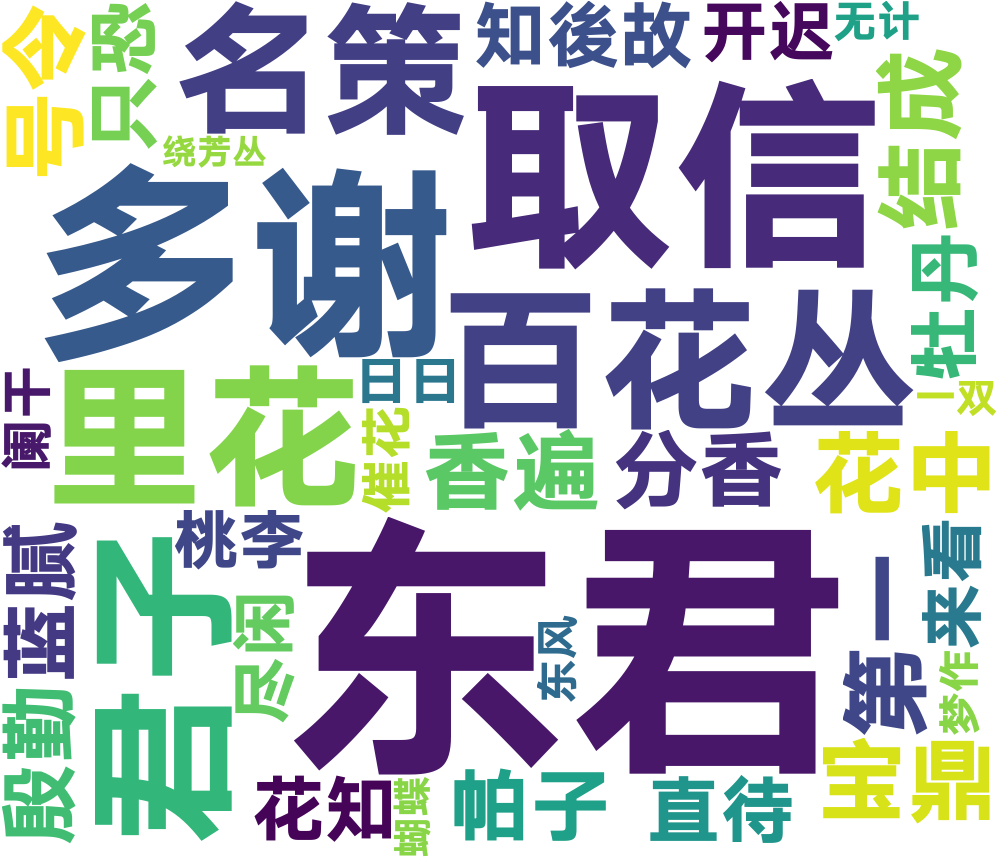 号令
只恐
名策
知後故
开迟
无计
绕芳丛
取信
结成
多谢
百花丛
牡丹
里花
日日
阑干
催花
香遍
分香
一双
花中
蓝腻
桃李
君子
尽闲
东君
东风
第一
来看
梦作
殷勤
花知
蝴蝶
帕子
直待
宝鼎